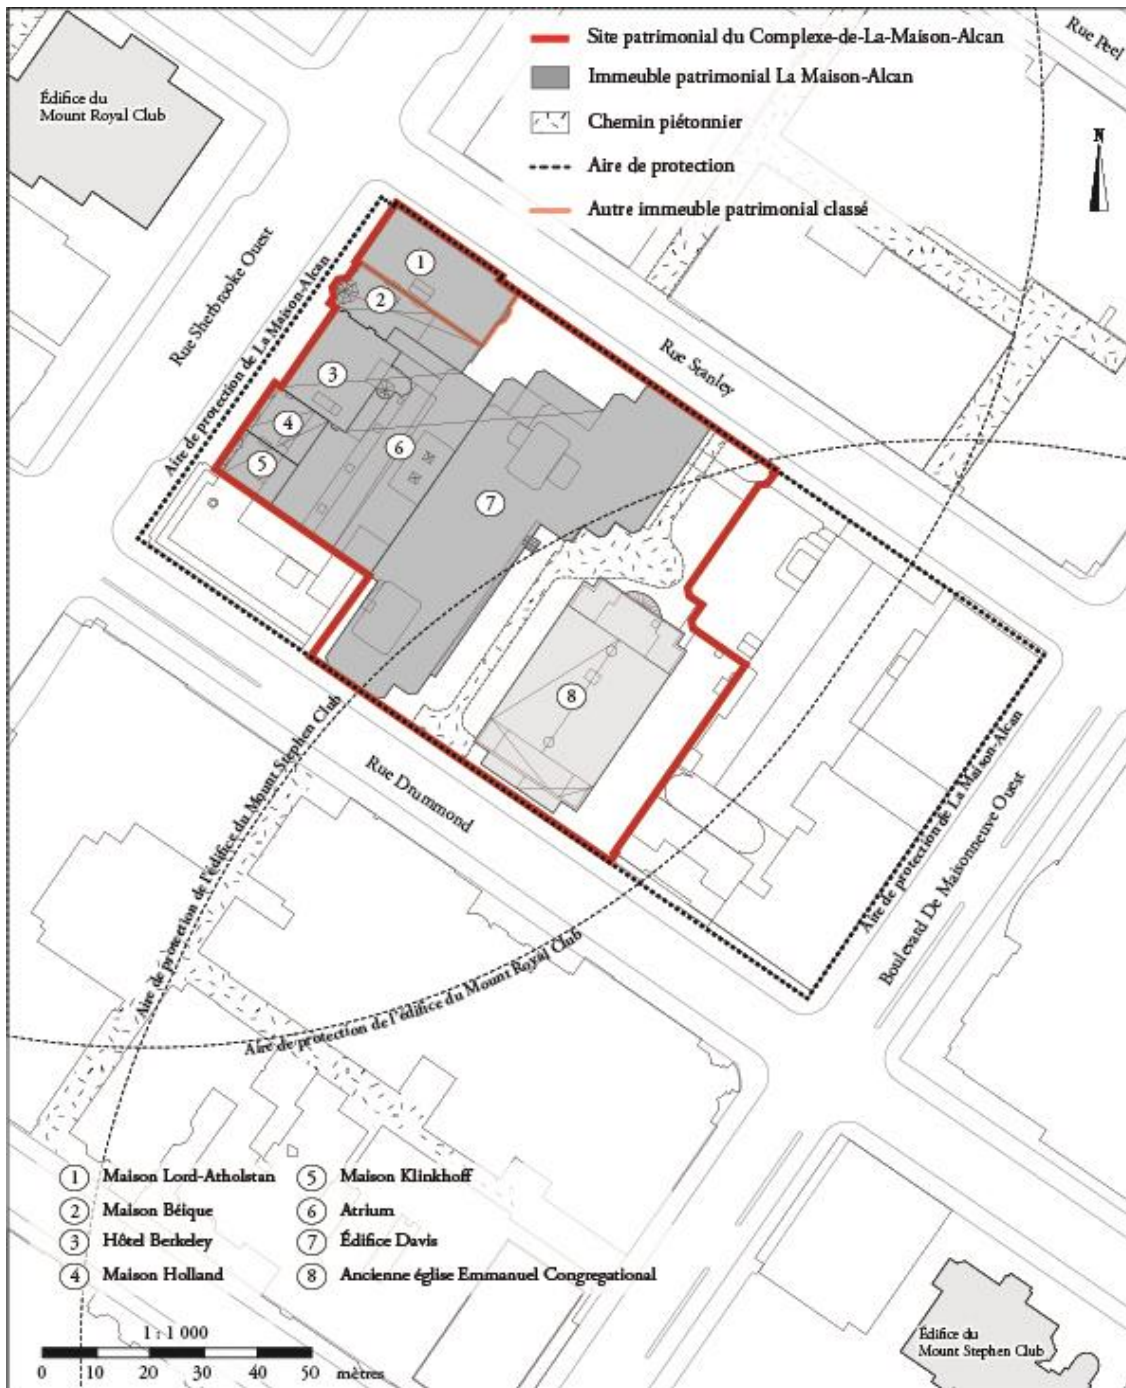 Rue Peel
Site patrimonial du Complexe-de-La-Maison-Alcan
Immeuble patrimonial La Maison-Alcan
Chemin piétonnier
Aire de protection
Autre immeuble patrimonial classé
N
Édifice du
Mount Royal Club
Rue Sherbrooke Ouest
Aire de protection de La Maison-Alcan
Rue Stanley
1
2
3
4
5
6
7
8
Rue Drummond
Aire de protection de l'édifice du Mount Stephen Club
Aire de protection de l'édifice du Mount Royal Club
Aire de protection de La Maison-Alcan
Boulevard De Maisonneuve Ouest
1 Maison Lord-Atholstan
2 Maison Béique
3 Hôtel Berkeley
4 Maison Holland
5 Maison Klinkhoff
6 Atrium
7 Édifice Davis
8 Ancienne église Emmanuel Congregational
1 : 1 000
0 10 20 30 40 50 mètres
Édifice du
Mount Stephen Club